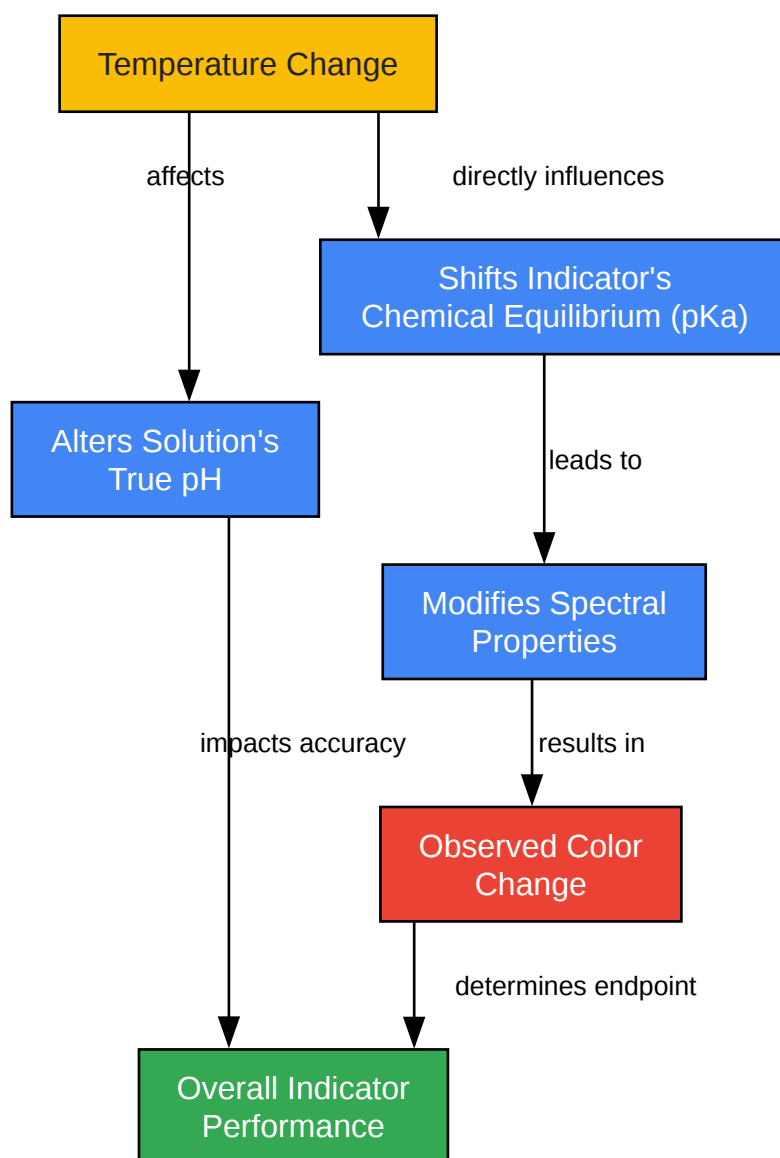 Temperature Change
affects
directly influences
Shifts Indicator's
Chemical Equilibrium (pKa)
Alters Solution's
True pH
leads to
Modifies Spectral
Properties
impacts accuracy
results in
Observed Color
Change
determines endpoint
Overall Indicator
Performance